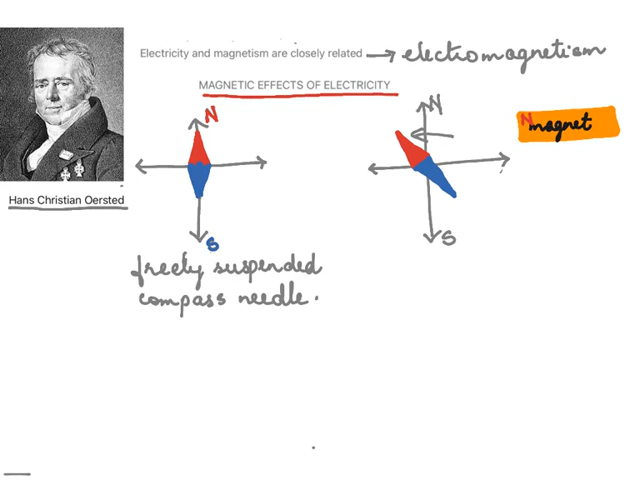 Electricity and magnetism are closely related → electromagnetism
MAGNETIC EFFECTS OF ELECTRICITY
N
N
N
magnet
Hans Christian Oersted
S
S
freely suspended
compass needle.